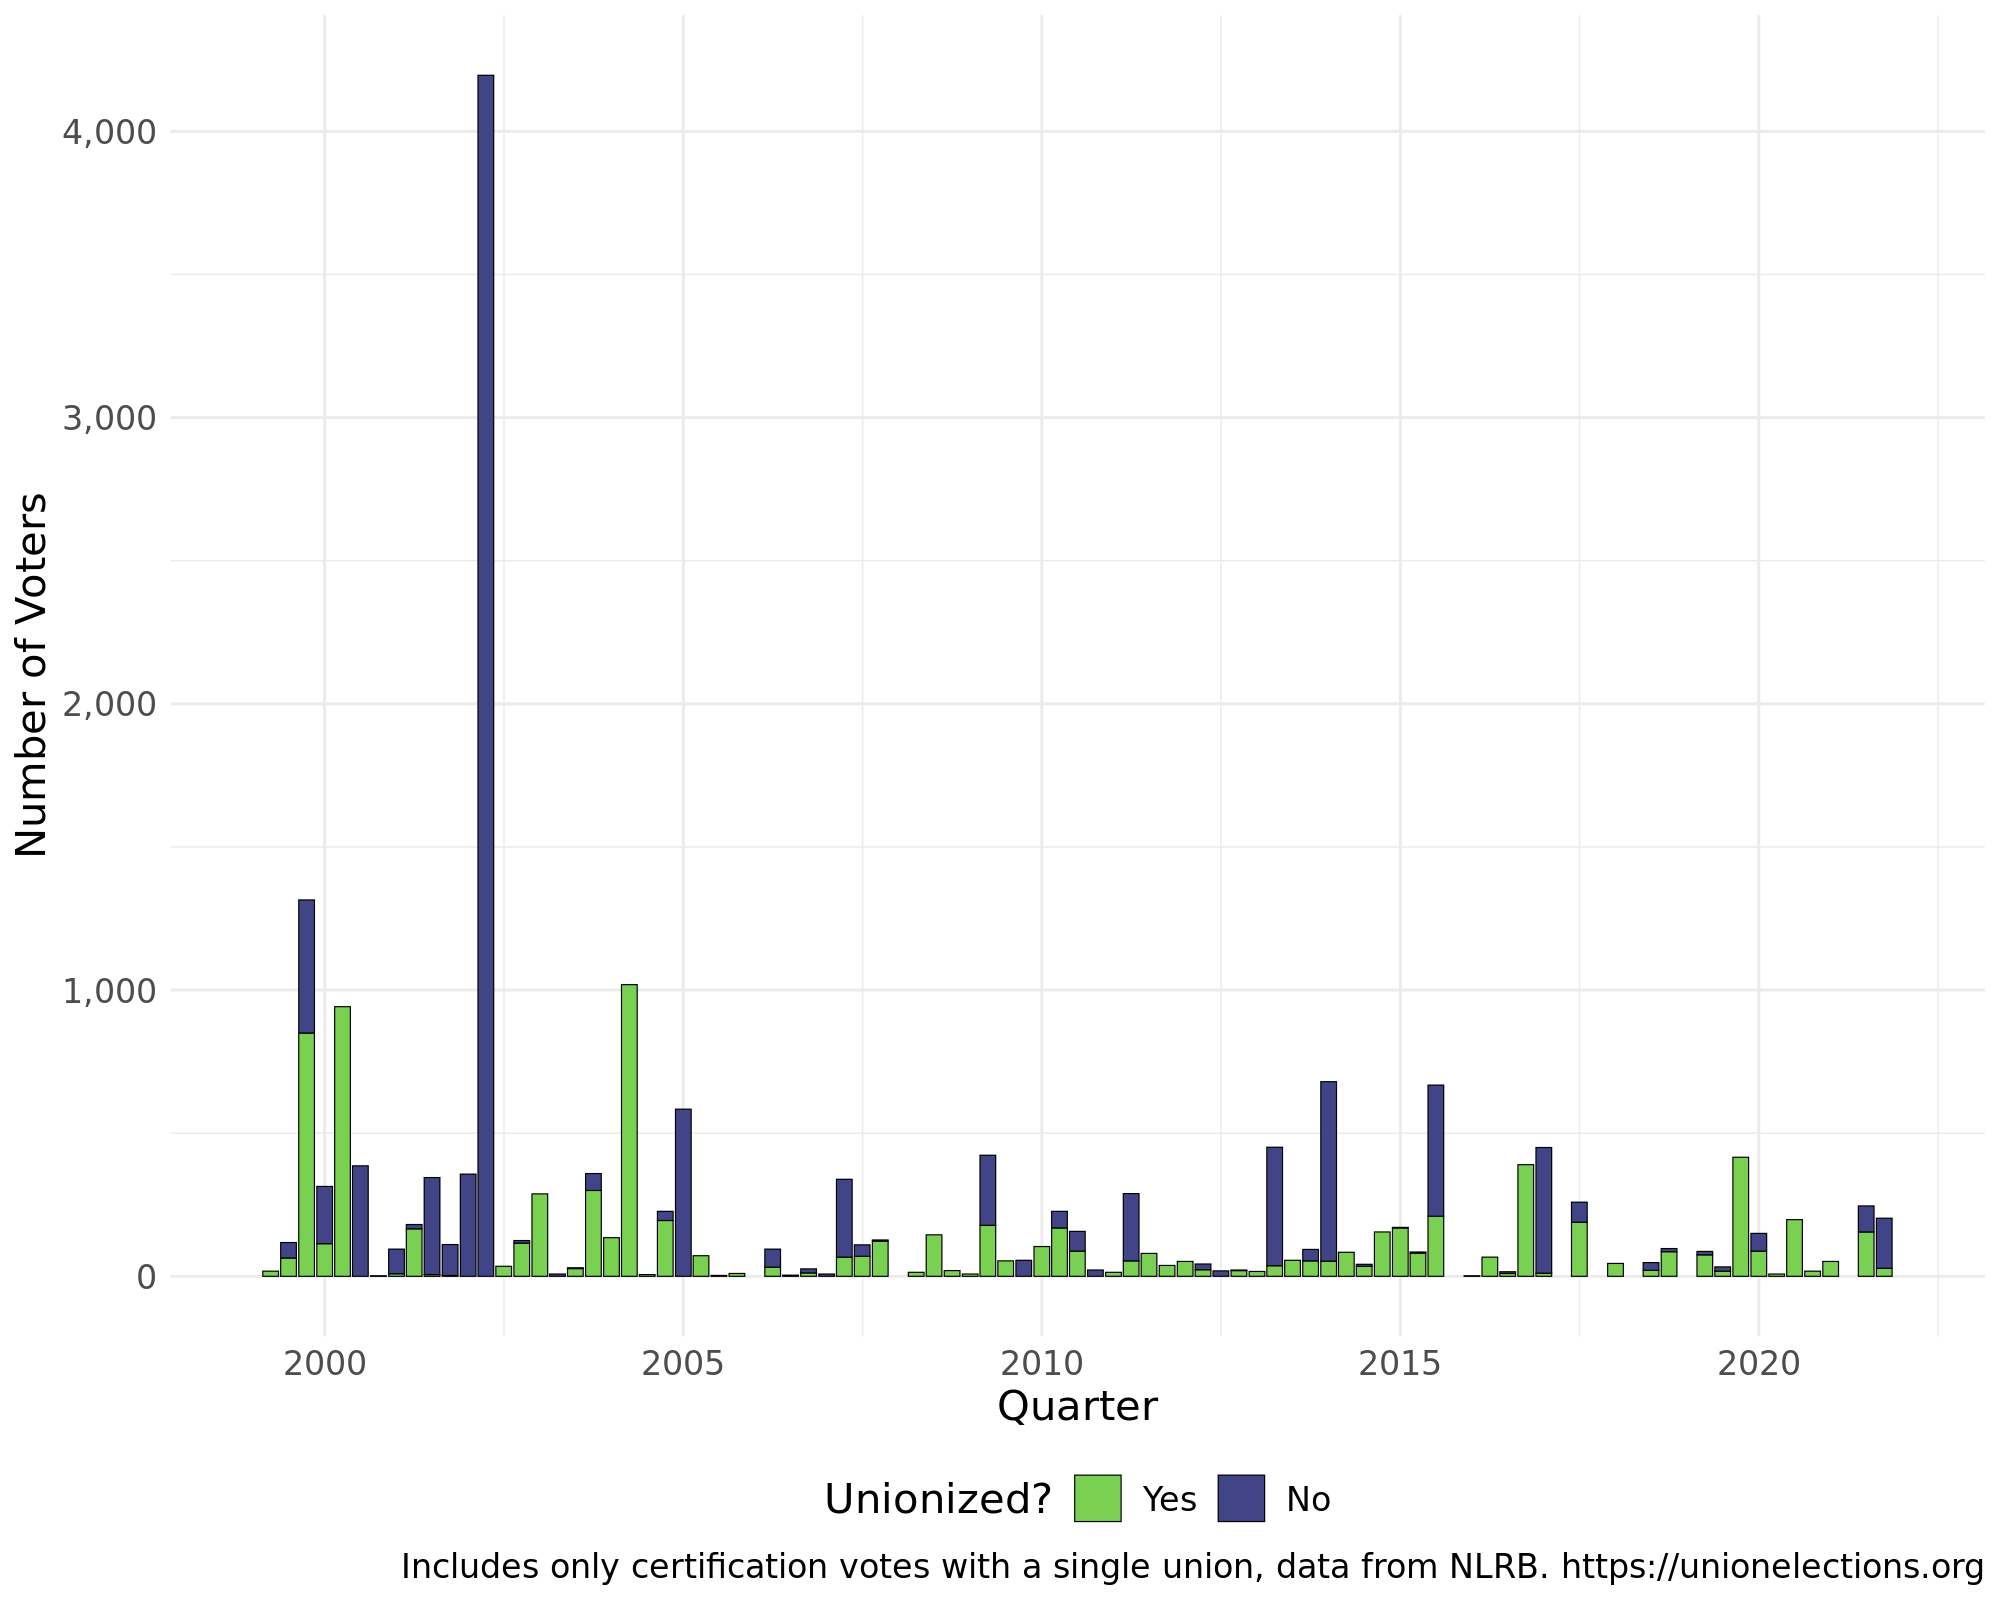 Number of Voters
4,000
3,000
2,000
1,000
0
2000 2005 2010 2015 2020
Quarter
Unionized? Yes No
Includes only certification votes with a single union, data from NLRB. https://unionelections.org